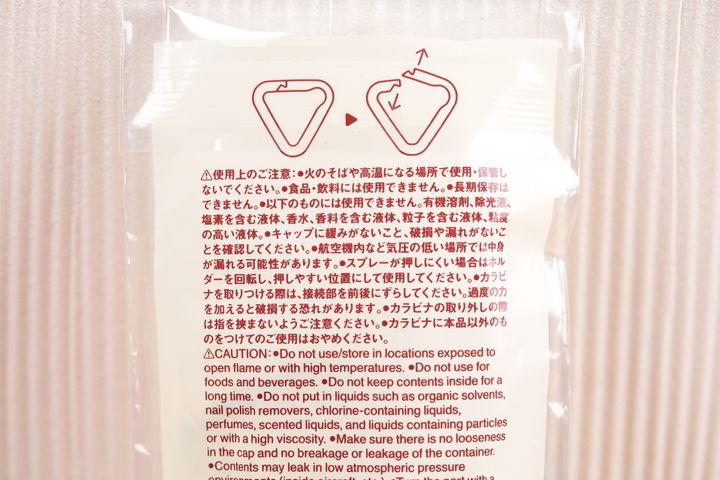 ⚠使用上のご注意：●火のそばや高温になる場所で使用・保管し
ないでください。●食品・飲料には使用できません。●長期保存は
できません。●以下のものには使用できません。有機溶剤、除光液、
塩素を含む液体、香水、香料を含む液体、粒子を含む液体、粘度
の高い液体。●キャップに緩みがないこと、破損や漏れがないこ
とを確認してください。●航空機内など気圧の低い場所では中身
が漏れる可能性があります。●スプレーが押しにくい場合はホル
ダーを回転し、押しやすい位置にして使用してください。●カラビ
ナを取りつける際は、接続部を前後にずらしてください。過度の力
を加えると破損する恐れがあります。●カラビナの取り外しの際
は指を挟まないようご注意ください。●カラビナに本品以外のも
のをつけてのご使用はおやめください。
⚠CAUTION: ●Do not use/store in locations exposed to
open flame or with high temperatures. ●Do not use for
foods and beverages. ●Do not keep contents inside for a
long time. ●Do not put in liquids such as organic solvents,
nail polish removers, chlorine-containing liquids,
perfumes, scented liquids, and liquids containing particles
or with a high viscosity. ●Make sure there is no looseness
in the cap and no breakage or leakage of the container.
●Contents may leak in low atmospheric pressure
environments (inside aircraft, etc.). ●Turn the part with a